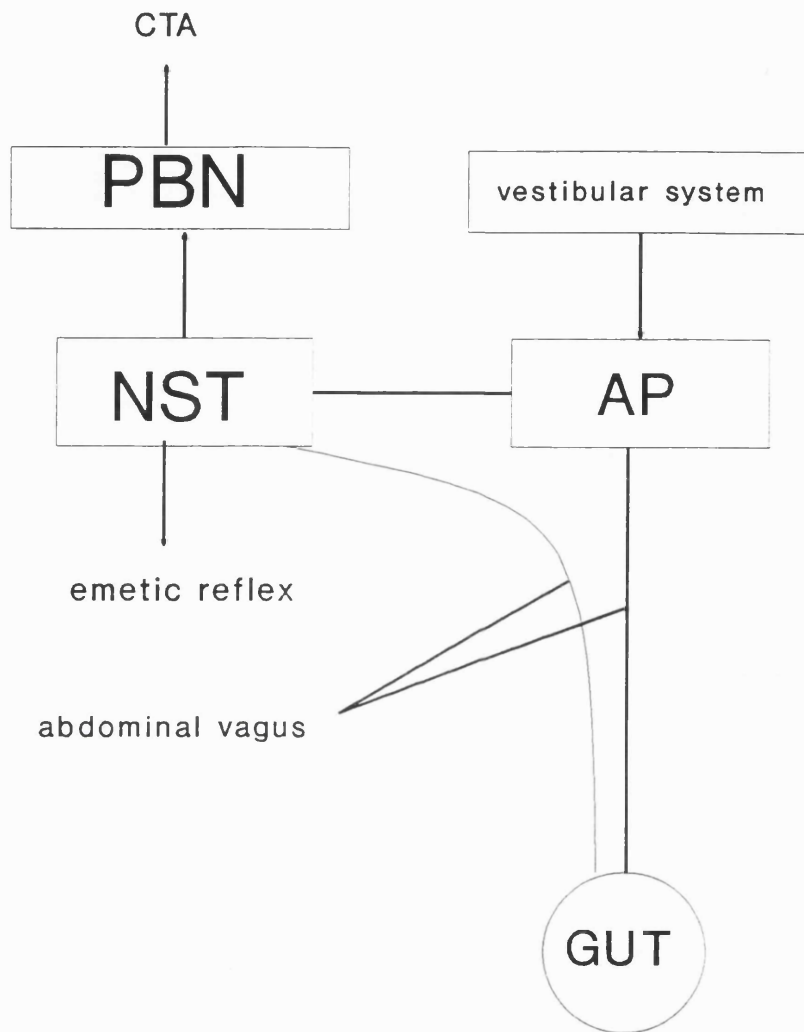 CTA
PBN
vestibular system
NST
AP
emetic reflex
abdominal vagus
GUT